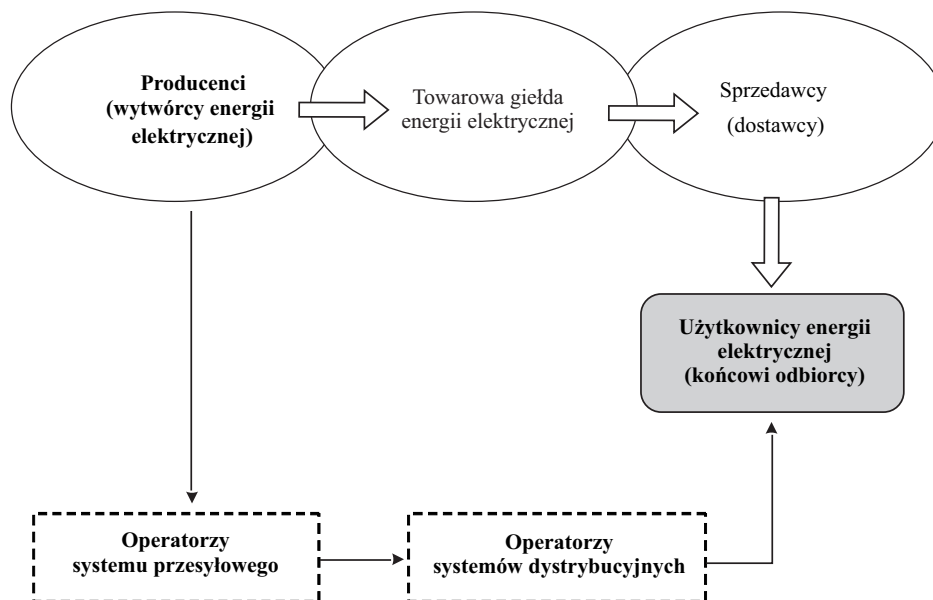 Producenci
(wytwórcy energii
elektrycznej)
Towarowa giełda
energii elektrycznej
Sprzedawcy
(dostawcy)
Użytkownicy energii
elektrycznej
(końcowi odbiorcy)
Operatorzy
systemu przesyłowego
Operatorzy
systemów dystrybucyjnych